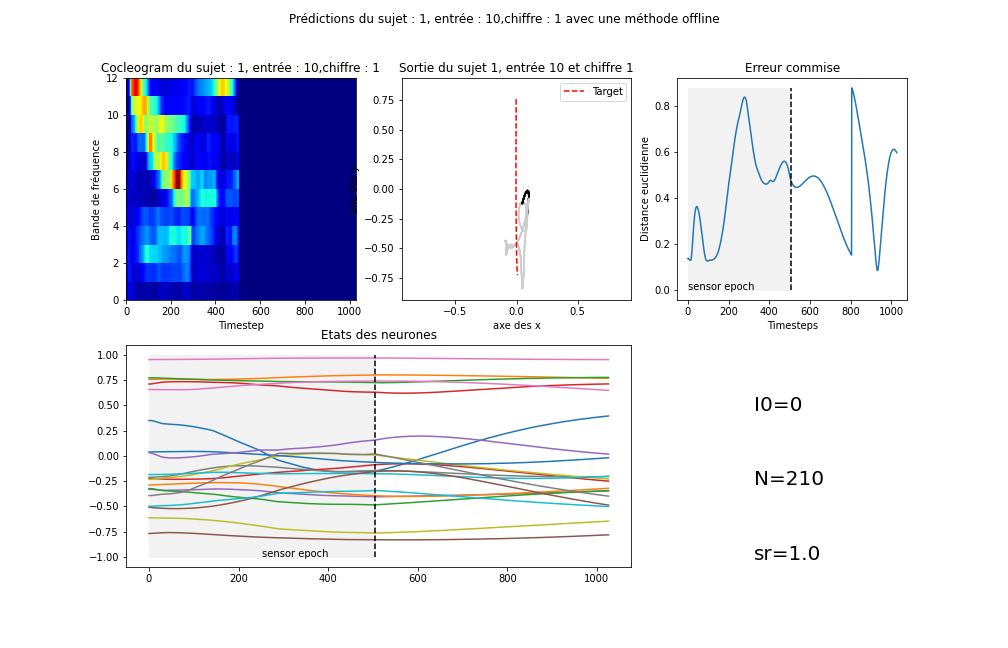 Prédictions du sujet : 1, entrée : 10,chiffre : 1 avec une méthode offline
Cocleogram du sujet : 1, entrée : 10,chiffre : 1
Bande de fréquence
12
10
8
6
4
2
0
0 200 400 600 800 1000
Timestep
Sortie du sujet 1, entrée 10 et chiffre 1
Target
0.75
0.50
0.25
0.00
−0.25
−0.50
−0.75
−0.5 0.0 0.5
axe des x
Erreur commise
Distance euclidienne
0.8
0.6
0.4
0.2
0.0
sensor epoch
0 200 400 600 800 1000
Timesteps
Etats des neurones
1.00
0.75
0.50
0.25
0.00
−0.25
−0.50
−0.75
−1.00
sensor epoch
0 200 400 600 800 1000
I0=0
N=210
sr=1.0